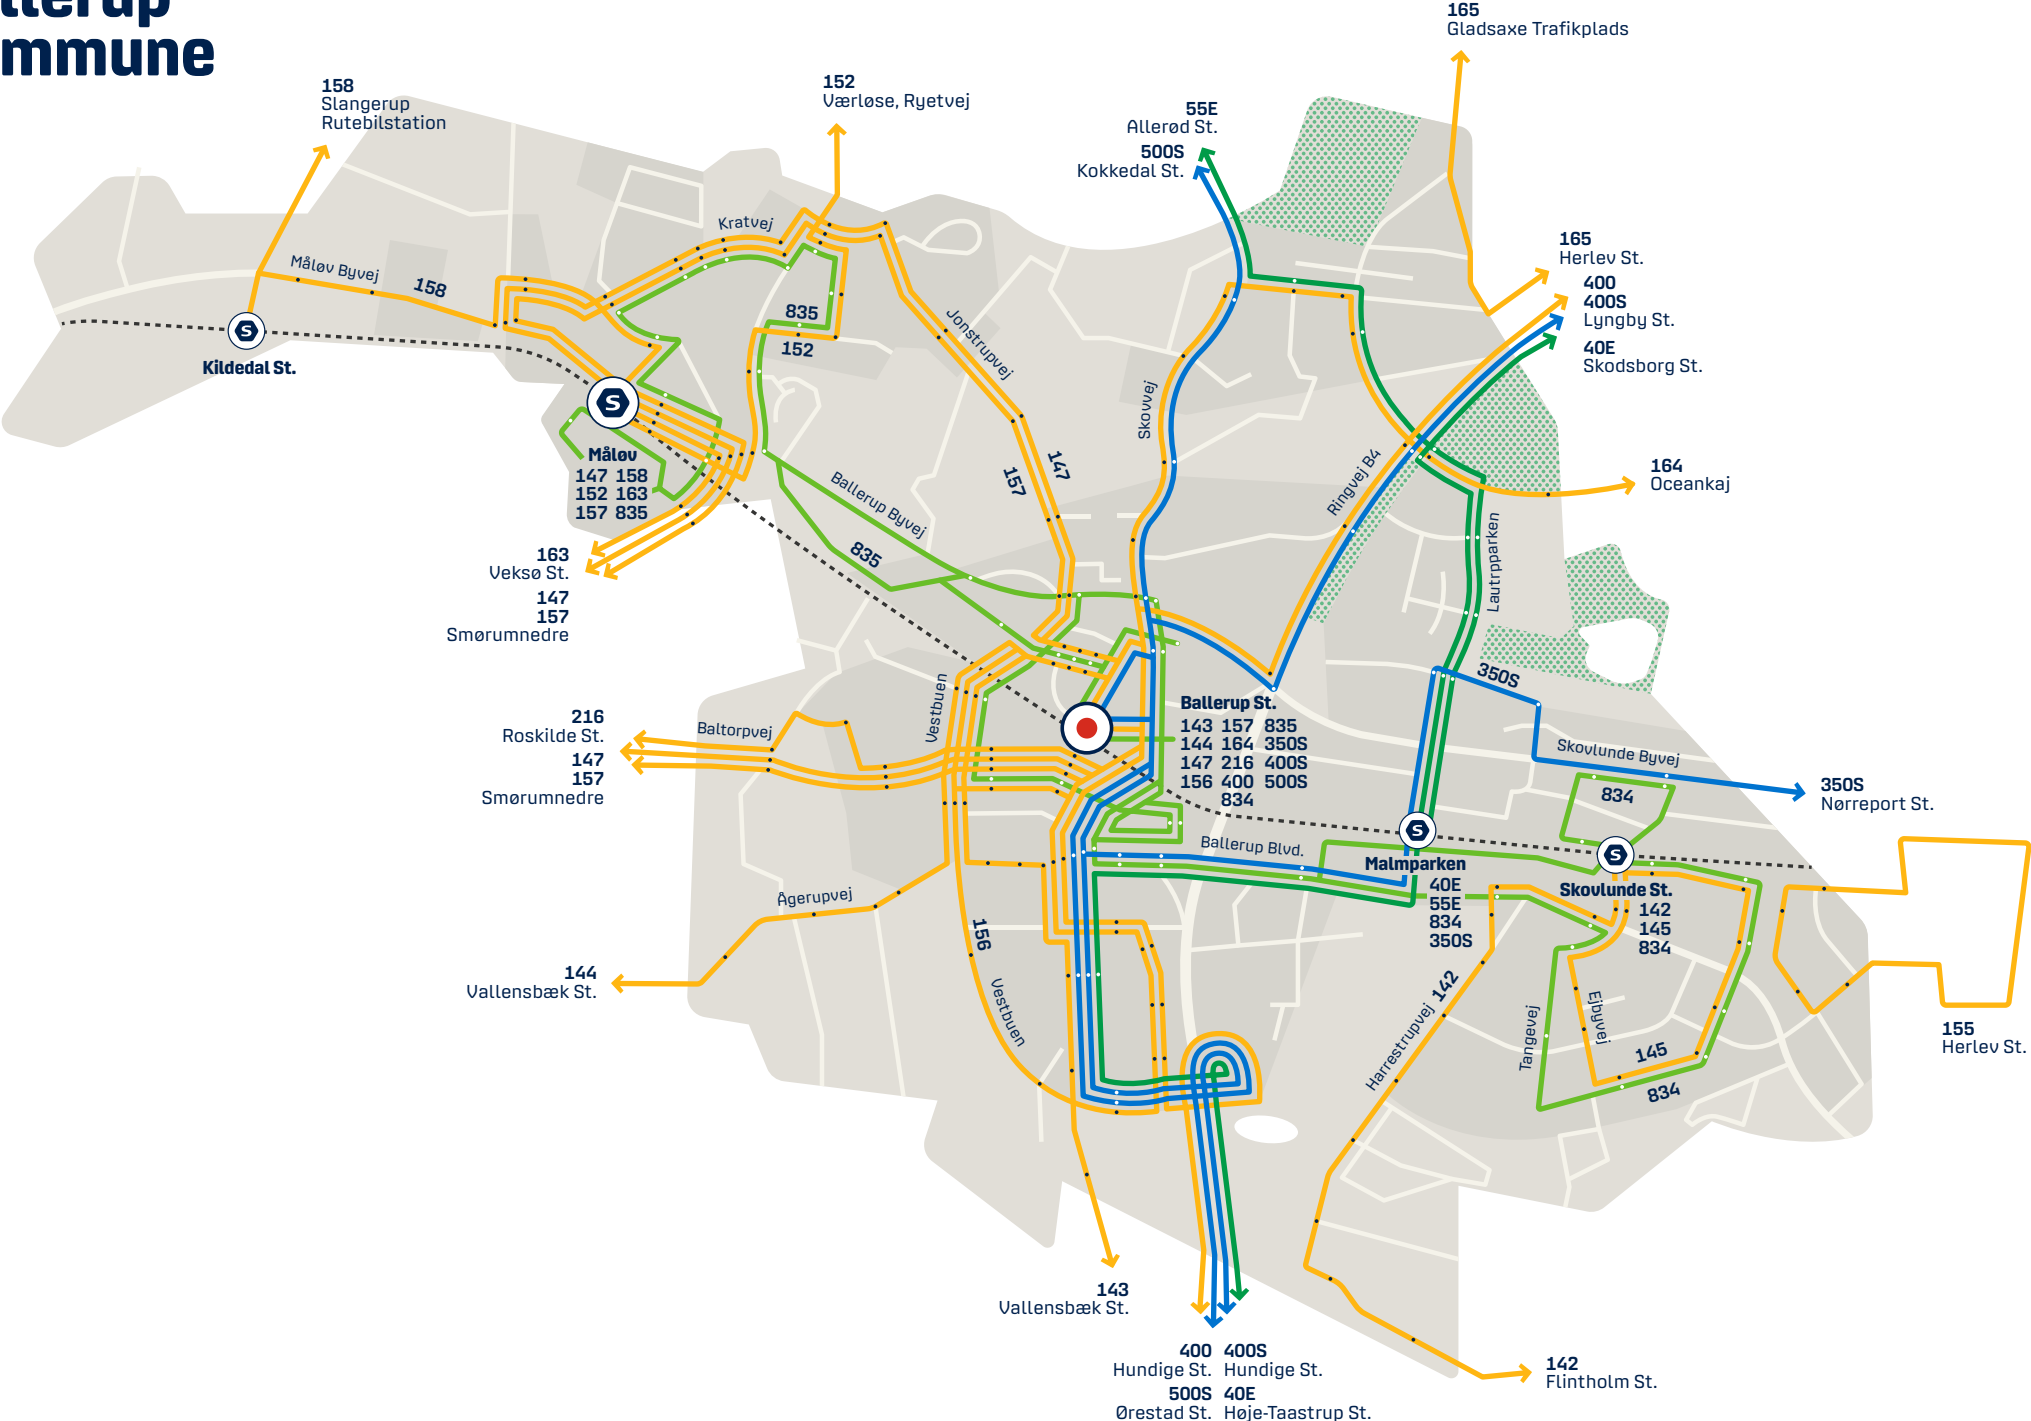 llerup
mmune
165
Gladsaxe Trafikplads
158
Slangerup
Rutebilstation
152
Værløse, Ryetvej
55E
Allerød St.
500S
Kokkedal St.
165
Herlev St.
400
400S
Lyngby St.
40E
Skodsborg St.
Kratvej
Måløv Byvej
158
835
152
Jonstrupvej
Kildedal St.
Skovvej
Måløv
147 158
152 163
157 835
147
157
Ringvej B4
164
Oceankaj
Ballerup Byvej
835
Lautrpparken
163
Veksø St.
147
157
Smørumnedre
350S
Vestbuen
216
Roskilde St.
147
157
Smørumnedre
Baltorpvej
Ballerup St.
143 157 835
144 164 350S
147 216 400S
156 400 500S
834
Skovlunde Byvej
834
350S
Nørreport St.
Ballerup Blvd.
Malmparken
40E
55E
834
350S
Skovlunde St.
142
145
834
Ågerupvej
156
144
Vallensbæk St.
Vestbuen
142
Harrestrupvej
Tangevej
Ejbyvej
145
834
155
Herlev St.
143
Vallensbæk St.
400
Hundige St.
400S
Hundige St.
500S
Ørestad St.
40E
Høje-Taastrup St.
142
Flintholm St.